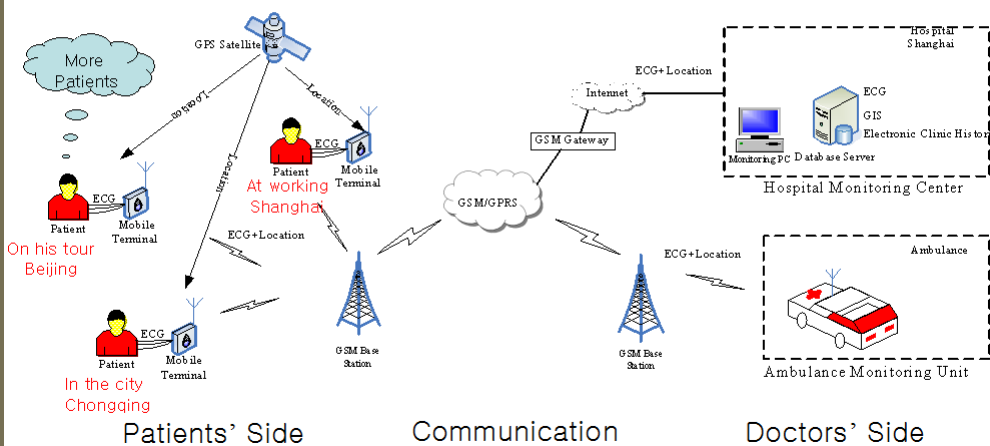 GPS Satellite
More
Patients
Location
Location
Location
ECG
Patient
Mobile
Terminal
At working
Shanghai
ECG
Patient
Mobile
Terminal
On his tour
Beijing
ECG+Location
ECG
Patient
Mobile
Terminal
In the city
Chongqing
GSM Base
Station
GSM/GPRS
GSM Gateway
Internet
ECG+Location
Hospital
Shanghai
ECG
GIS
Electronic Clinic Histor
Monitoring PC
Database Server
Hospital Monitoring Center
ECG+Location
GSM Base
Station
Ambulance
Ambulance Monitoring Unit
Patients' Side
Communication
Doctors' Side